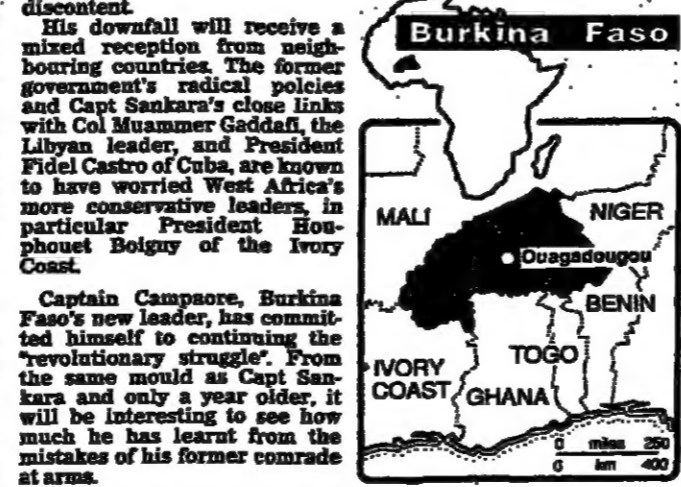 discontent.
His downfall will receive a
mixed reception from neigh-
bouring countries. The former
government's radical polcies
and Capt Sankara's close links
with Col Muammer Gaddafi, the
Libyan leader, and President
Fidel Castro of Cuba, are known
to have worried West Africa's
more conservative leaders, in
particular President Hou-
phouet Boigny of the Ivory
Coast.
Captain Campaore, Burkina
Faso's new leader, has commit-
ted himself to continuing the
"revolutionary struggle". From
the same mould as Capt San-
kara and only a year older, it
will be interesting to see how
much he has learnt from the
mistakes of his former comrade
at arms.
Burkina Faso
MALI
NIGER
Ouagadougou
BENIN
TOGO
IVORY
COAST
GHANA
0 miles 250
0 km 400